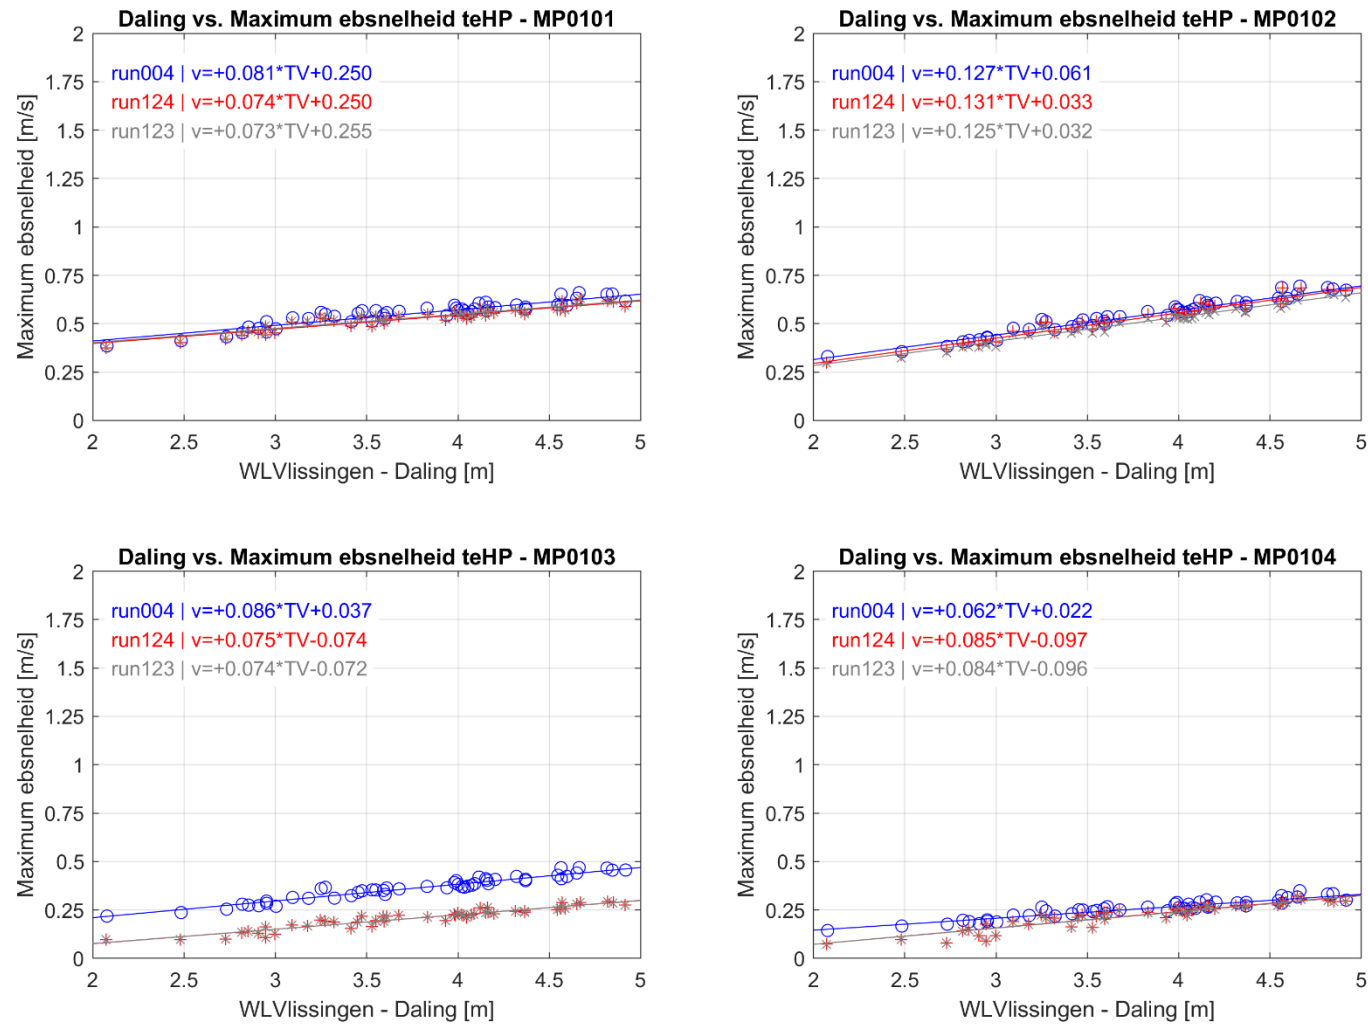 Daling vs. Maximum ebsnelheid teHP - MP0101
run004 | v=+0.081*TV+0.250
run124 | v=+0.074*TV+0.250
run123 | v=+0.073*TV+0.255
Maximum ebsnelheid [m/s]
2
1.75
1.5
1.25
1
0.75
0.5
0.25
0
2 2.5 3 3.5 4 4.5 5
WLVlissingen - Daling [m]
Daling vs. Maximum ebsnelheid teHP - MP0102
run004 | v=+0.127*TV+0.061
run124 | v=+0.131*TV+0.033
run123 | v=+0.125*TV+0.032
Maximum ebsnelheid [m/s]
2
1.75
1.5
1.25
1
0.75
0.5
0.25
0
2 2.5 3 3.5 4 4.5 5
WLVlissingen - Daling [m]
Daling vs. Maximum ebsnelheid teHP - MP0103
run004 | v=+0.086*TV+0.037
run124 | v=+0.075*TV-0.074
run123 | v=+0.074*TV-0.072
Maximum ebsnelheid [m/s]
2
1.75
1.5
1.25
1
0.75
0.5
0.25
0
2 2.5 3 3.5 4 4.5 5
WLVlissingen - Daling [m]
Daling vs. Maximum ebsnelheid teHP - MP0104
run004 | v=+0.062*TV+0.022
run124 | v=+0.085*TV-0.097
run123 | v=+0.084*TV-0.096
Maximum ebsnelheid [m/s]
2
1.75
1.5
1.25
1
0.75
0.5
0.25
0
2 2.5 3 3.5 4 4.5 5
WLVlissingen - Daling [m]